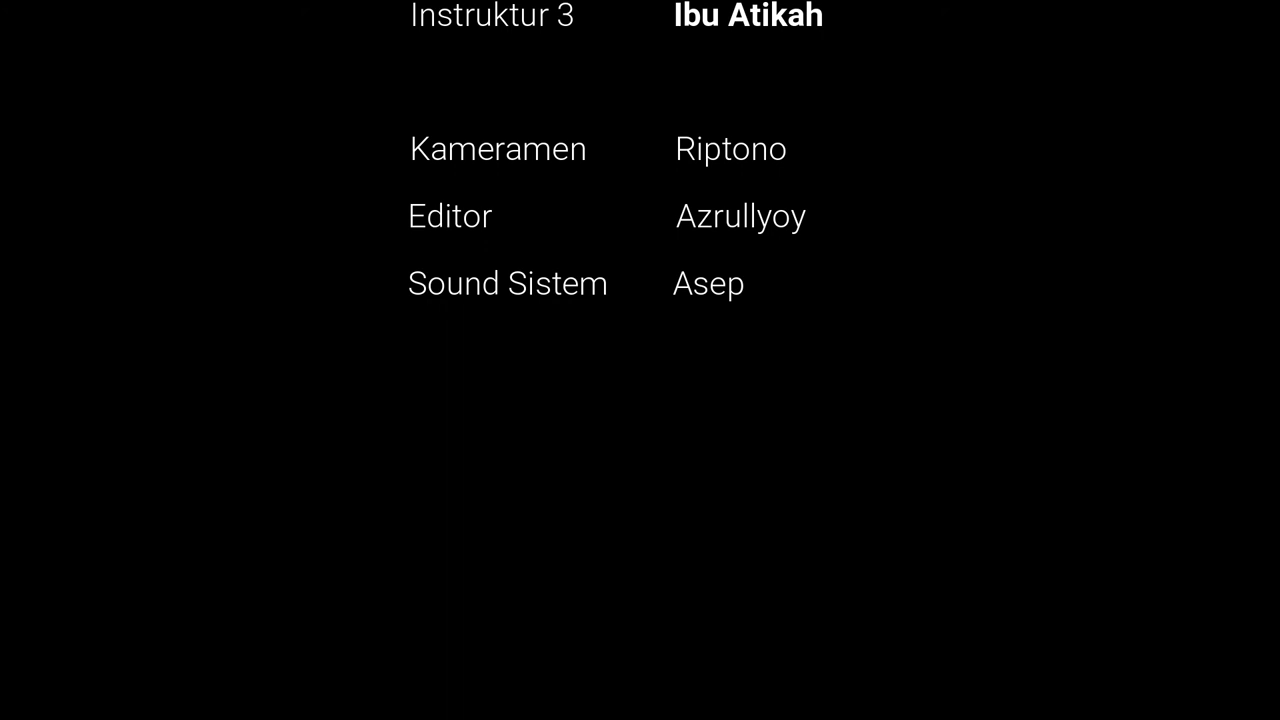 Instruktur 3 Ibu Atikah
Kameramen Riptono
Editor Azrullyoy
Sound Sistem Asep